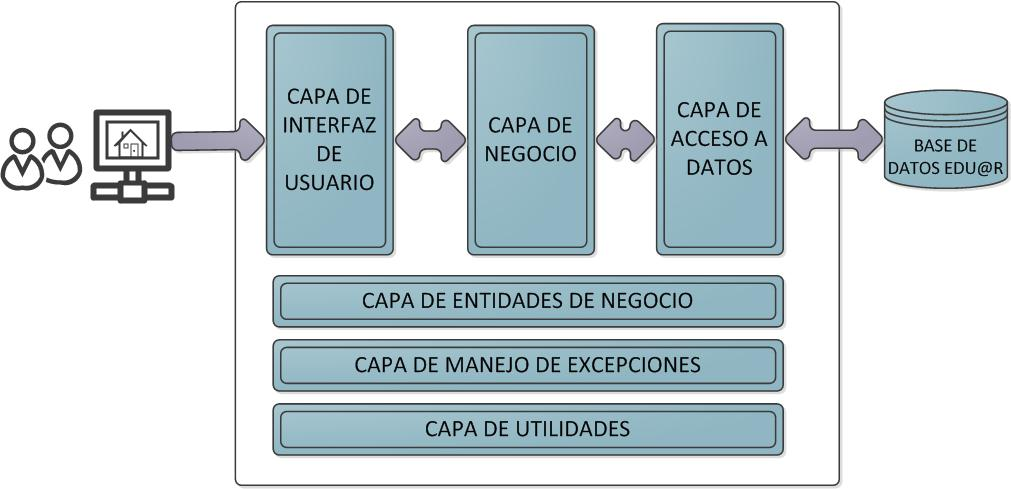 CAPA DE
INTERFAZ
DE
USUARIO
CAPA DE
NEGOCIO
CAPA DE
ACCESO A
DATOS
BASE DE
DATOS EDU@R
CAPA DE ENTIDADES DE NEGOCIO
CAPA DE MANEJO DE EXCEPCIONES
CAPA DE UTILIDADES